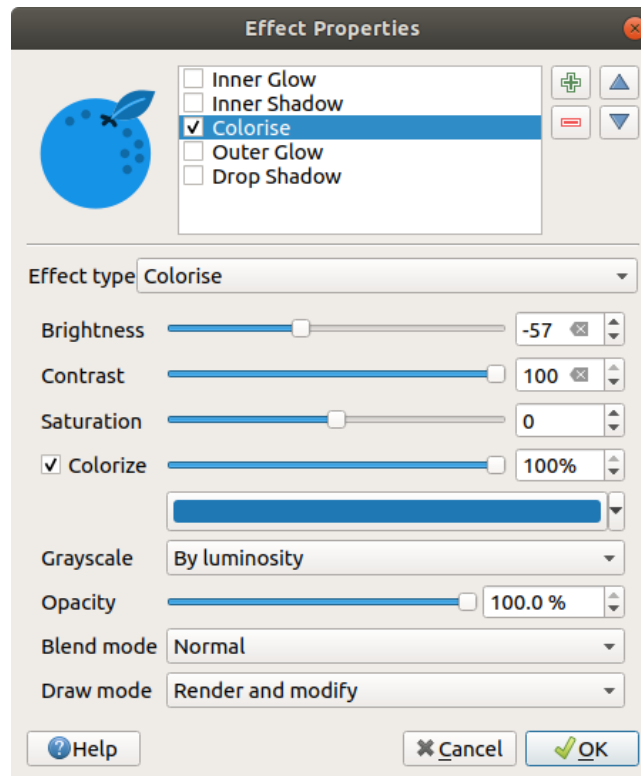 Effect Properties
Inner Glow
Inner Shadow
Colorise
Outer Glow
Drop Shadow
Effect type Colorise
Brightness -57
Contrast 100
Saturation 0
Colorize 100%
Grayscale By luminosity
Opacity 100.0 %
Blend mode Normal
Draw mode Render and modify
Help Cancel OK